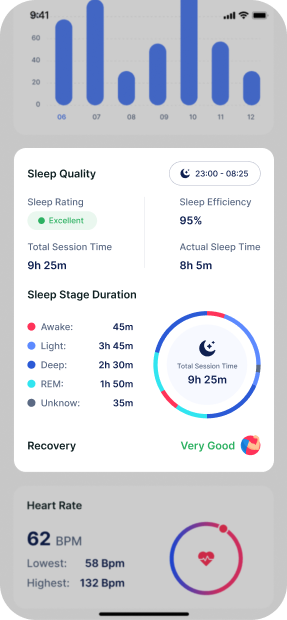 9:41
60
40
20
0
06 07 08 09 10 11 12
Sleep Quality
23:00 - 08:25
Sleep Rating
Sleep Efficiency
Excellent
95%
Total Session Time
Actual Sleep Time
9h 25m
8h 5m
Sleep Stage Duration
Awake: 45m
Light: 3h 45m
Deep: 2h 30m
REM: 1h 50m
Unknow: 35m
Total Session Time
9h 25m
Recovery
Very Good
Heart Rate
62 BPM
Lowest: 58 Bpm
Highest: 132 Bpm